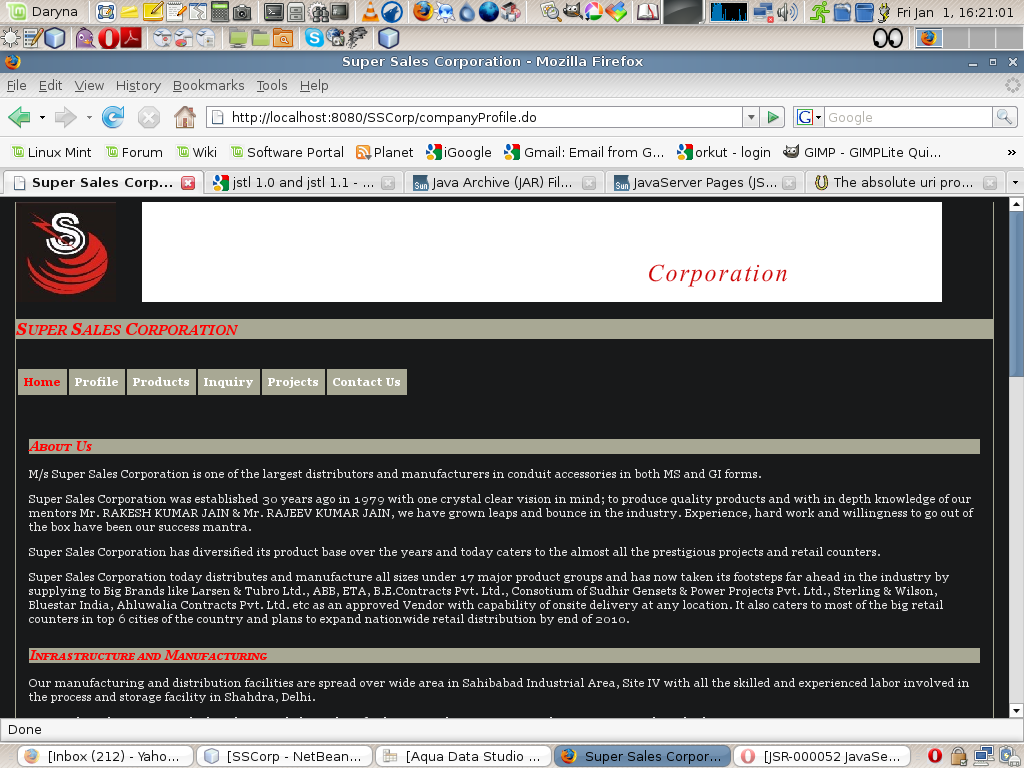 Daryna
Fri Jan 1, 16:21:01
Super Sales Corporation - Mozilla Firefox
File Edit View History Bookmarks Tools Help
http://localhost:8080/SSCorp/companyProfile.do
Google
Linux Mint Forum Wiki Software Portal Planet iGoogle Gmail: Email from G... orkut - login GIMP - GIMPLite Qui... »
Super Sales Corp... jstl 1.0 and jstl 1.1 - ... Java Archive (JAR) Fil... JavaServer Pages (JS... The absolute uri pro...
S
Corporation
SUPER SALES CORPORATION
Home Profile Products Inquiry Projects Contact Us
ABOUT US
M/s Super Sales Corporation is one of the largest distributors and manufacturers in conduit accessories in both MS and GI forms.
Super Sales Corporation was established 30 years ago in 1979 with one crystal clear vision in mind; to produce quality products and with in depth knowledge of our
mentors Mr. RAKESH KUMAR JAIN & Mr. RAJEEV KUMAR JAIN, we have grown leaps and bounce in the industry. Experience, hard work and willingness to go out of
the box have been our success mantra.
Super Sales Corporation has diversified its product base over the years and today caters to the almost all the prestigious projects and retail counters.
Super Sales Corporation today distributes and manufacture all sizes under 17 major product groups and has now taken its footsteps far ahead in the industry by
supplying to Big Brands like Larsen & Tubro Ltd., ABB, ETA, B.E.Contracts Pvt. Ltd., Consotium of Sudhir Gensets & Power Projects Pvt. Ltd., Sterling & Wilson,
Bluestar India, Ahluwalia Contracts Pvt. Ltd. etc as an approved Vendor with capability of onsite delivery at any location. It also caters to most of the big retail
counters in top 6 cities of the country and plans to expand nationwide retail distribution by end of 2010.
INFRASTRUCTURE AND MANUFACTURING
Our manufacturing and distribution facilities are spread over wide area in Sahibabad Industrial Area, Site IV with all the skilled and experienced labor involved in
the process and storage facility in Shahdra, Delhi.
Done
[Inbox (212) - Yaho... [SSCorp - NetBean... [Aqua Data Studio ... Super Sales Corpor... [JSR-000052 JavaSe...